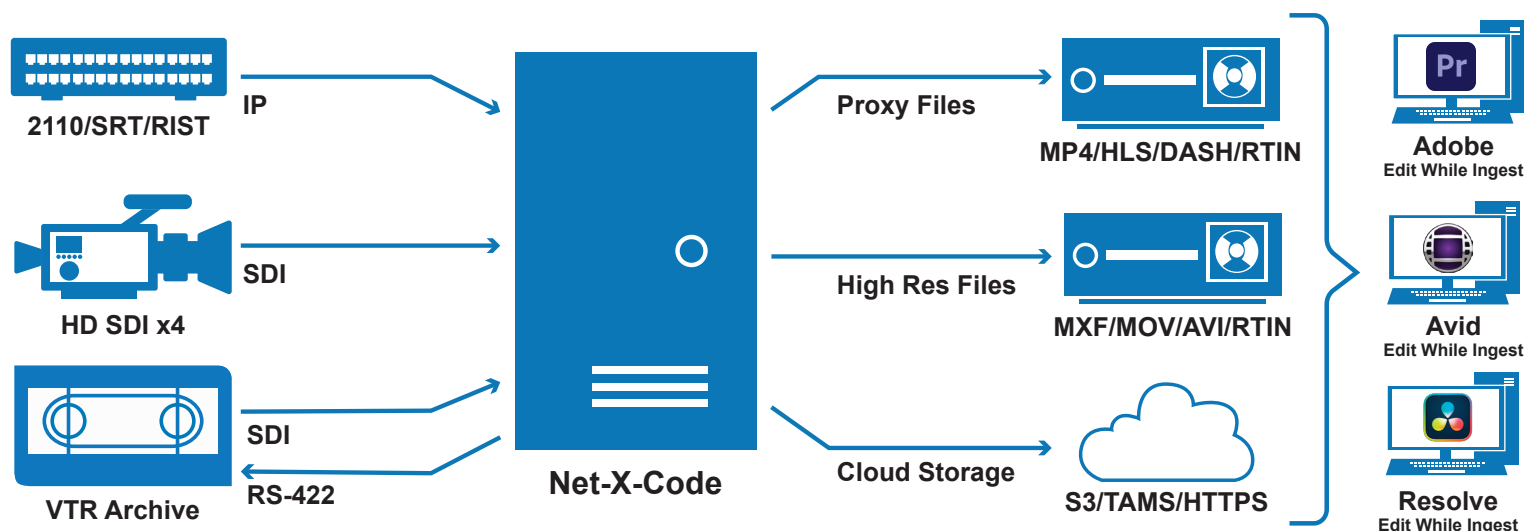 IP
2110/SRT/RIST
SDI
HD SDI x4
SDI
RS-422
VTR Archive
Net-X-Code
Proxy Files
MP4/HLS/DASH/RTIN
High Res Files
MXF/MOV/AVI/RTIN
Cloud Storage
S3/TAMS/HTTPS
Pr
Adobe
Edit While Ingest
Avid
Edit While Ingest
Resolve
Edit While Ingest